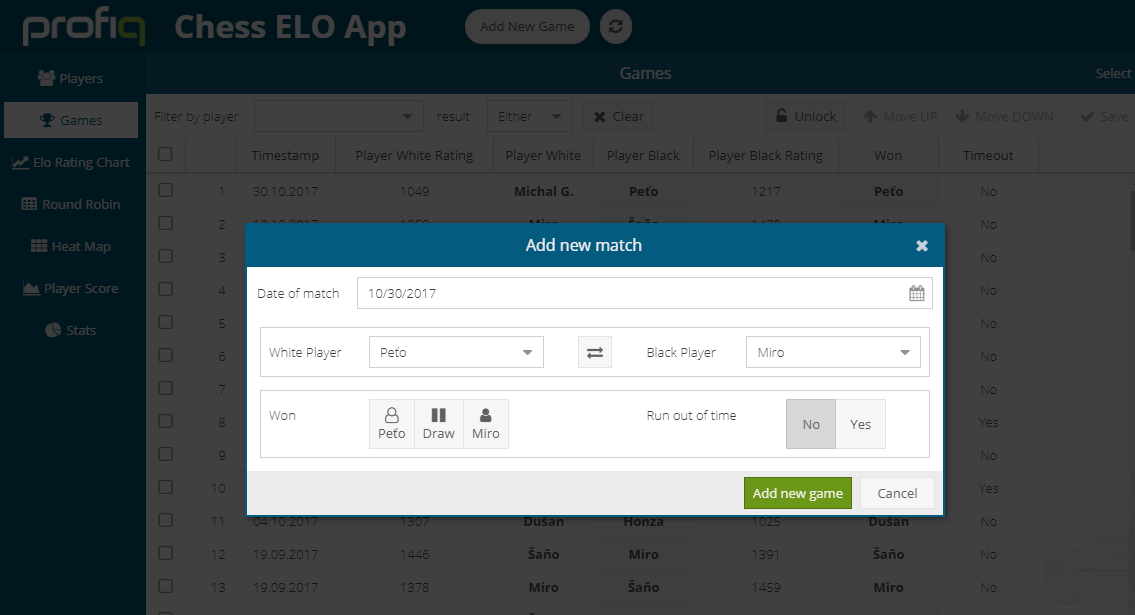 profiq Chess ELO App Add New Game
Players
Games
Elo Rating Chart
Round Robin
Heat Map
Player Score
Stats
Games Select
Filter by player result Either Clear Unlock Move UP Move DOWN Save
Timestamp Player White Rating Player White Player Black Player Black Rating Won Timeout
1 30.10.2017 1049 Michal G. Peťo 1217 Peťo No
2 Miro Šaňo Miro No
3 No
4 No
5 No
6 No
7 No
8 Yes
9 No
10 Yes
11 04.10.2017 1307 Dušan Honza 1025 Dušan No
12 19.09.2017 1446 Šaňo Miro 1391 Šaňo No
13 19.09.2017 1378 Miro Šaňo 1459 Miro No
Add new match
Date of match 10/30/2017
White Player Peťo Black Player Miro
Won Peťo Draw Miro Run out of time No Yes
Add new game Cancel